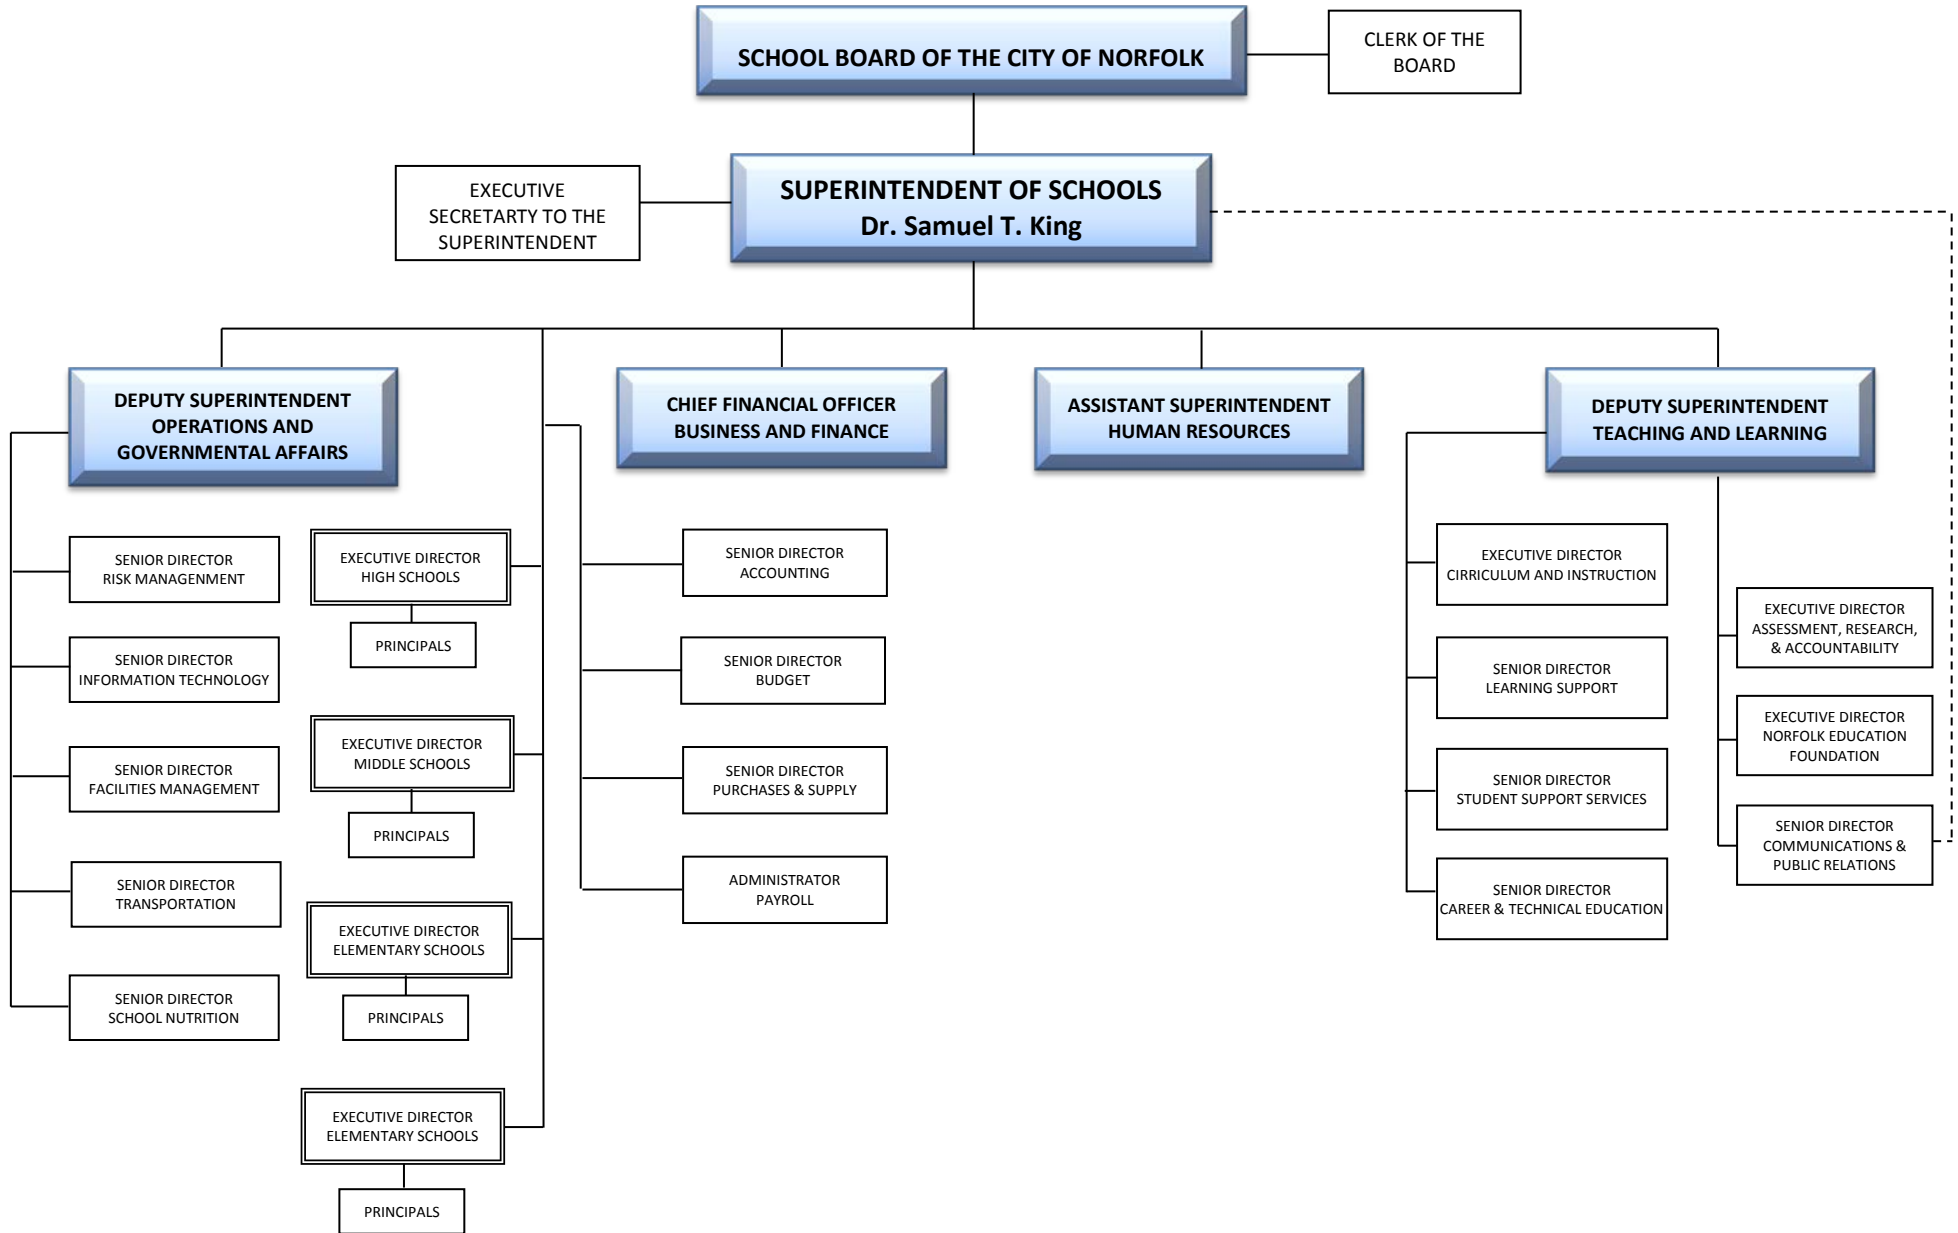 SCHOOL BOARD OF THE CITY OF NORFOLK
CLERK OF THE
BOARD
EXECUTIVE
SECRETARTY TO THE
SUPERINTENDENT
SUPERINTENDENT OF SCHOOLS
Dr. Samuel T. King
DEPUTY SUPERINTENDENT
OPERATIONS AND
GOVERNMENTAL AFFAIRS
CHIEF FINANCIAL OFFICER
BUSINESS AND FINANCE
ASSISTANT SUPERINTENDENT
HUMAN RESOURCES
DEPUTY SUPERINTENDENT
TEACHING AND LEARNING
SENIOR DIRECTOR
RISK MANAGENMENT
SENIOR DIRECTOR
INFORMATION TECHNOLOGY
SENIOR DIRECTOR
FACILITIES MANAGEMENT
SENIOR DIRECTOR
TRANSPORTATION
SENIOR DIRECTOR
SCHOOL NUTRITION
EXECUTIVE DIRECTOR
HIGH SCHOOLS
PRINCIPALS
EXECUTIVE DIRECTOR
MIDDLE SCHOOLS
PRINCIPALS
EXECUTIVE DIRECTOR
ELEMENTARY SCHOOLS
PRINCIPALS
EXECUTIVE DIRECTOR
ELEMENTARY SCHOOLS
PRINCIPALS
SENIOR DIRECTOR
ACCOUNTING
SENIOR DIRECTOR
BUDGET
SENIOR DIRECTOR
PURCHASES & SUPPLY
ADMINISTRATOR
PAYROLL
EXECUTIVE DIRECTOR
CIRRICULUM AND INSTRUCTION
SENIOR DIRECTOR
LEARNING SUPPORT
SENIOR DIRECTOR
STUDENT SUPPORT SERVICES
SENIOR DIRECTOR
CAREER & TECHNICAL EDUCATION
EXECUTIVE DIRECTOR
ASSESSMENT, RESEARCH,
& ACCOUNTABILITY
EXECUTIVE DIRECTOR
NORFOLK EDUCATION
FOUNDATION
SENIOR DIRECTOR
COMMUNICATIONS &
PUBLIC RELATIONS